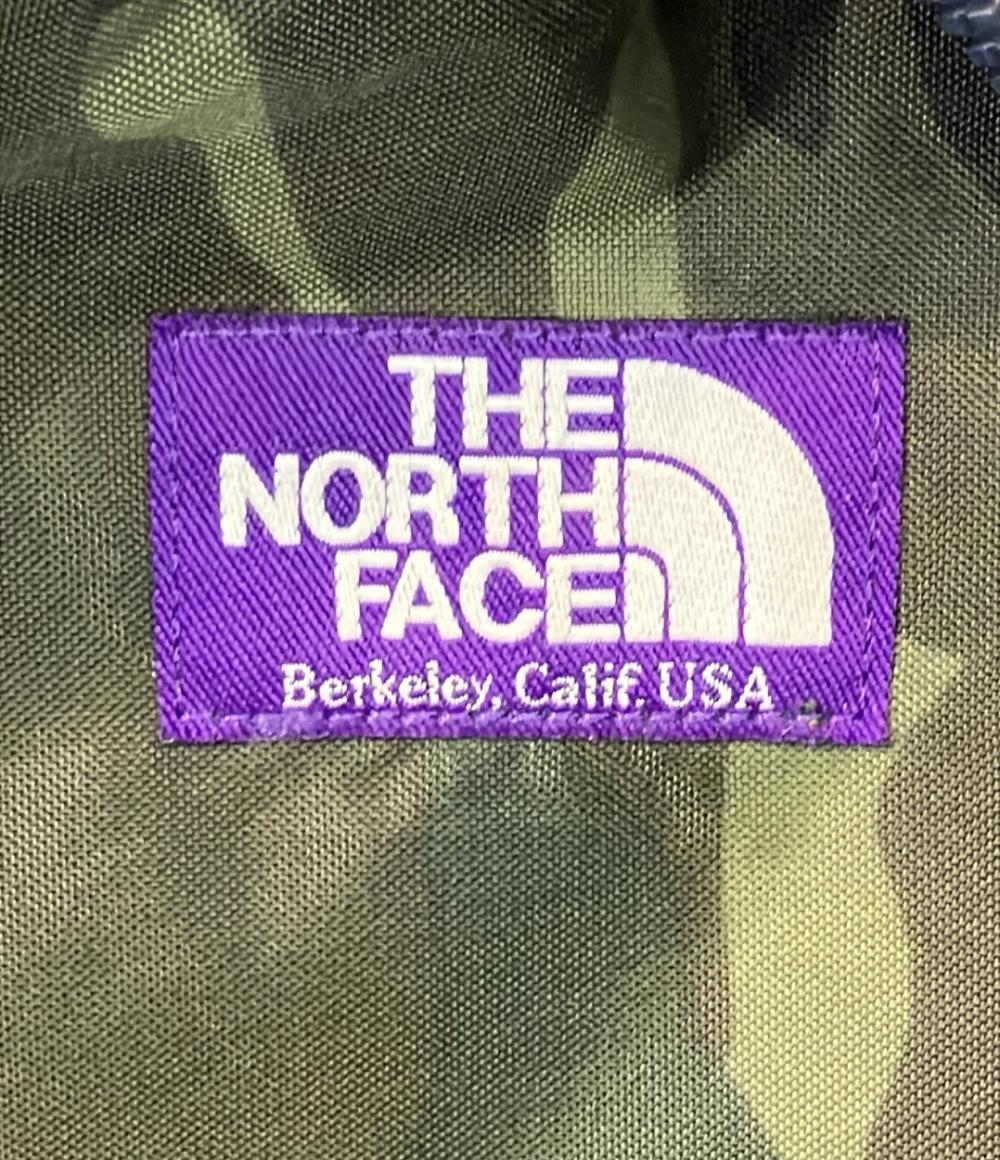 THE
NORTH
FACE
Berkeley, Calif. USA